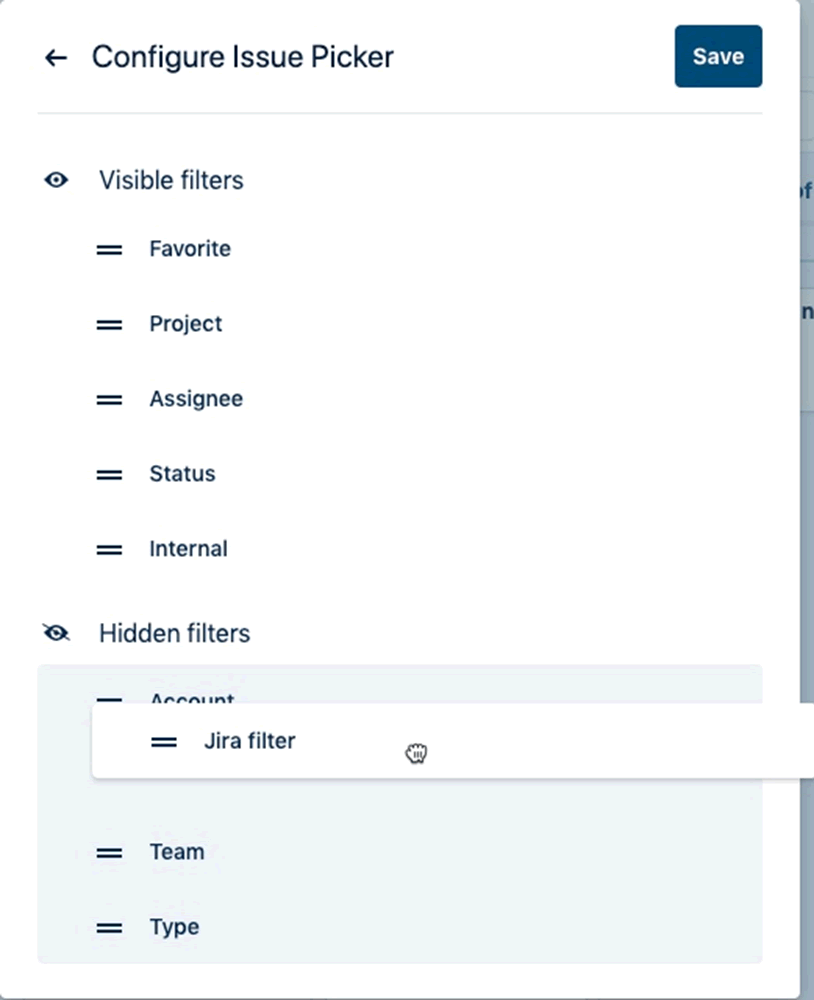 Configure Issue Picker
Save
Visible filters
Favorite
Project
Assignee
Status
Internal
Hidden filters
Account
Jira filter
Team
Type